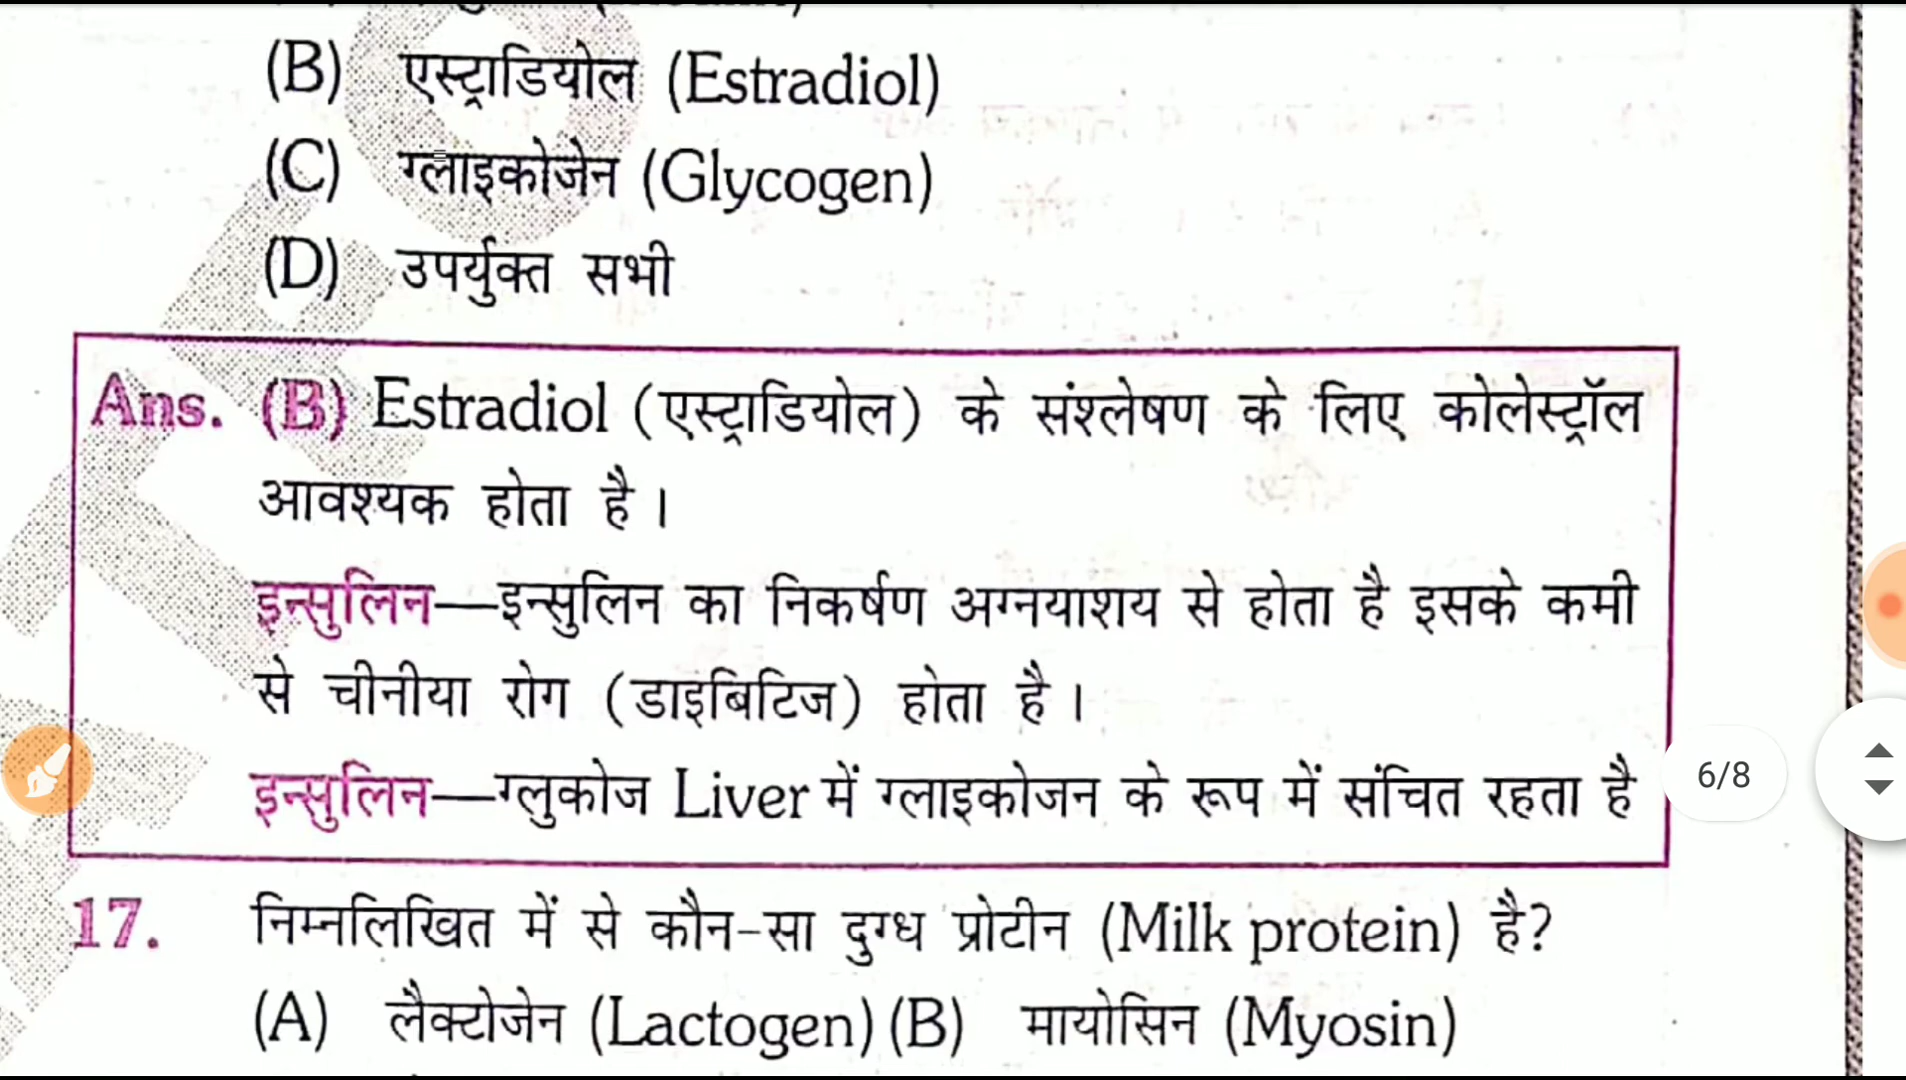 (B) एस्ट्राडियोल (Estradiol)
(C) ग्लाइकोजेन (Glycogen)
(D) उपर्युक्त सभी
Ans. (B) Estradiol (एस्ट्राडियोल) के संश्लेषण के लिए कोलेस्ट्रॉल
आवश्यक होता है।
इन्सुलिन—इन्सुलिन का निकर्षण अग्नयाशय से होता है इसके कमी
से चीनीया रोग (डाइबिटिज) होता है।
इन्सुलिन—ग्लुकोज Liver में ग्लाइकोजन के रूप में संचित रहता है
6/8
17. निम्नलिखित में से कौन-सा दुग्ध प्रोटीन (Milk protein) है?
(A) लैक्टोजेन (Lactogen) (B) मायोसिन (Myosin)